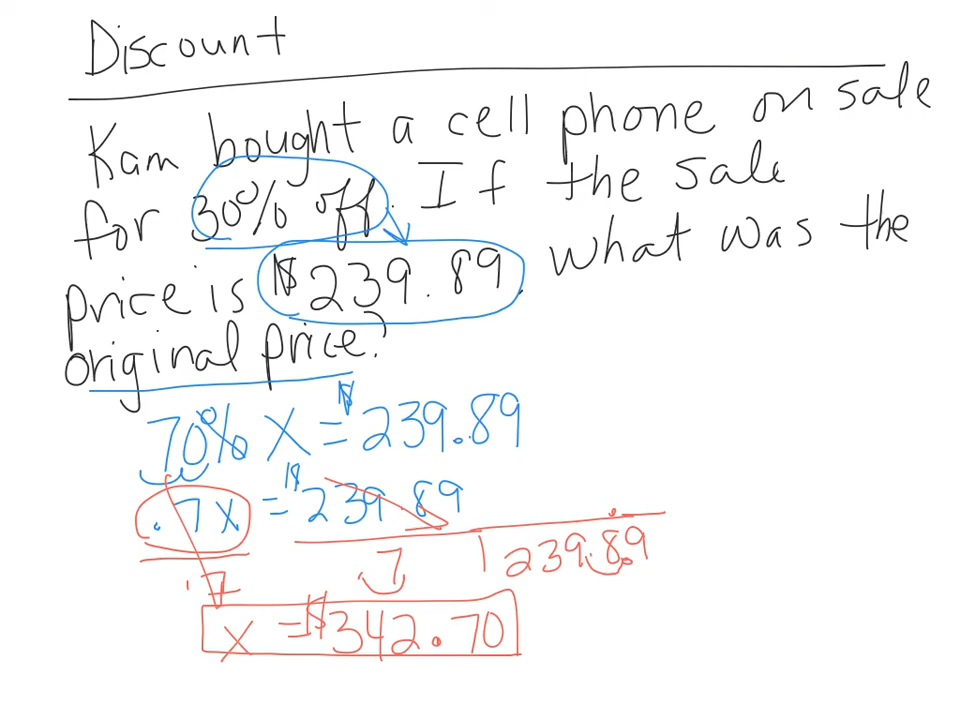 Discount
Kam bought a cell phone on sale
for 30% off. If the sale
price is $239.89 what was the
original price?
70% X = $239.89
.7X = $239.89
.7 .7 239.89
x = $342.70